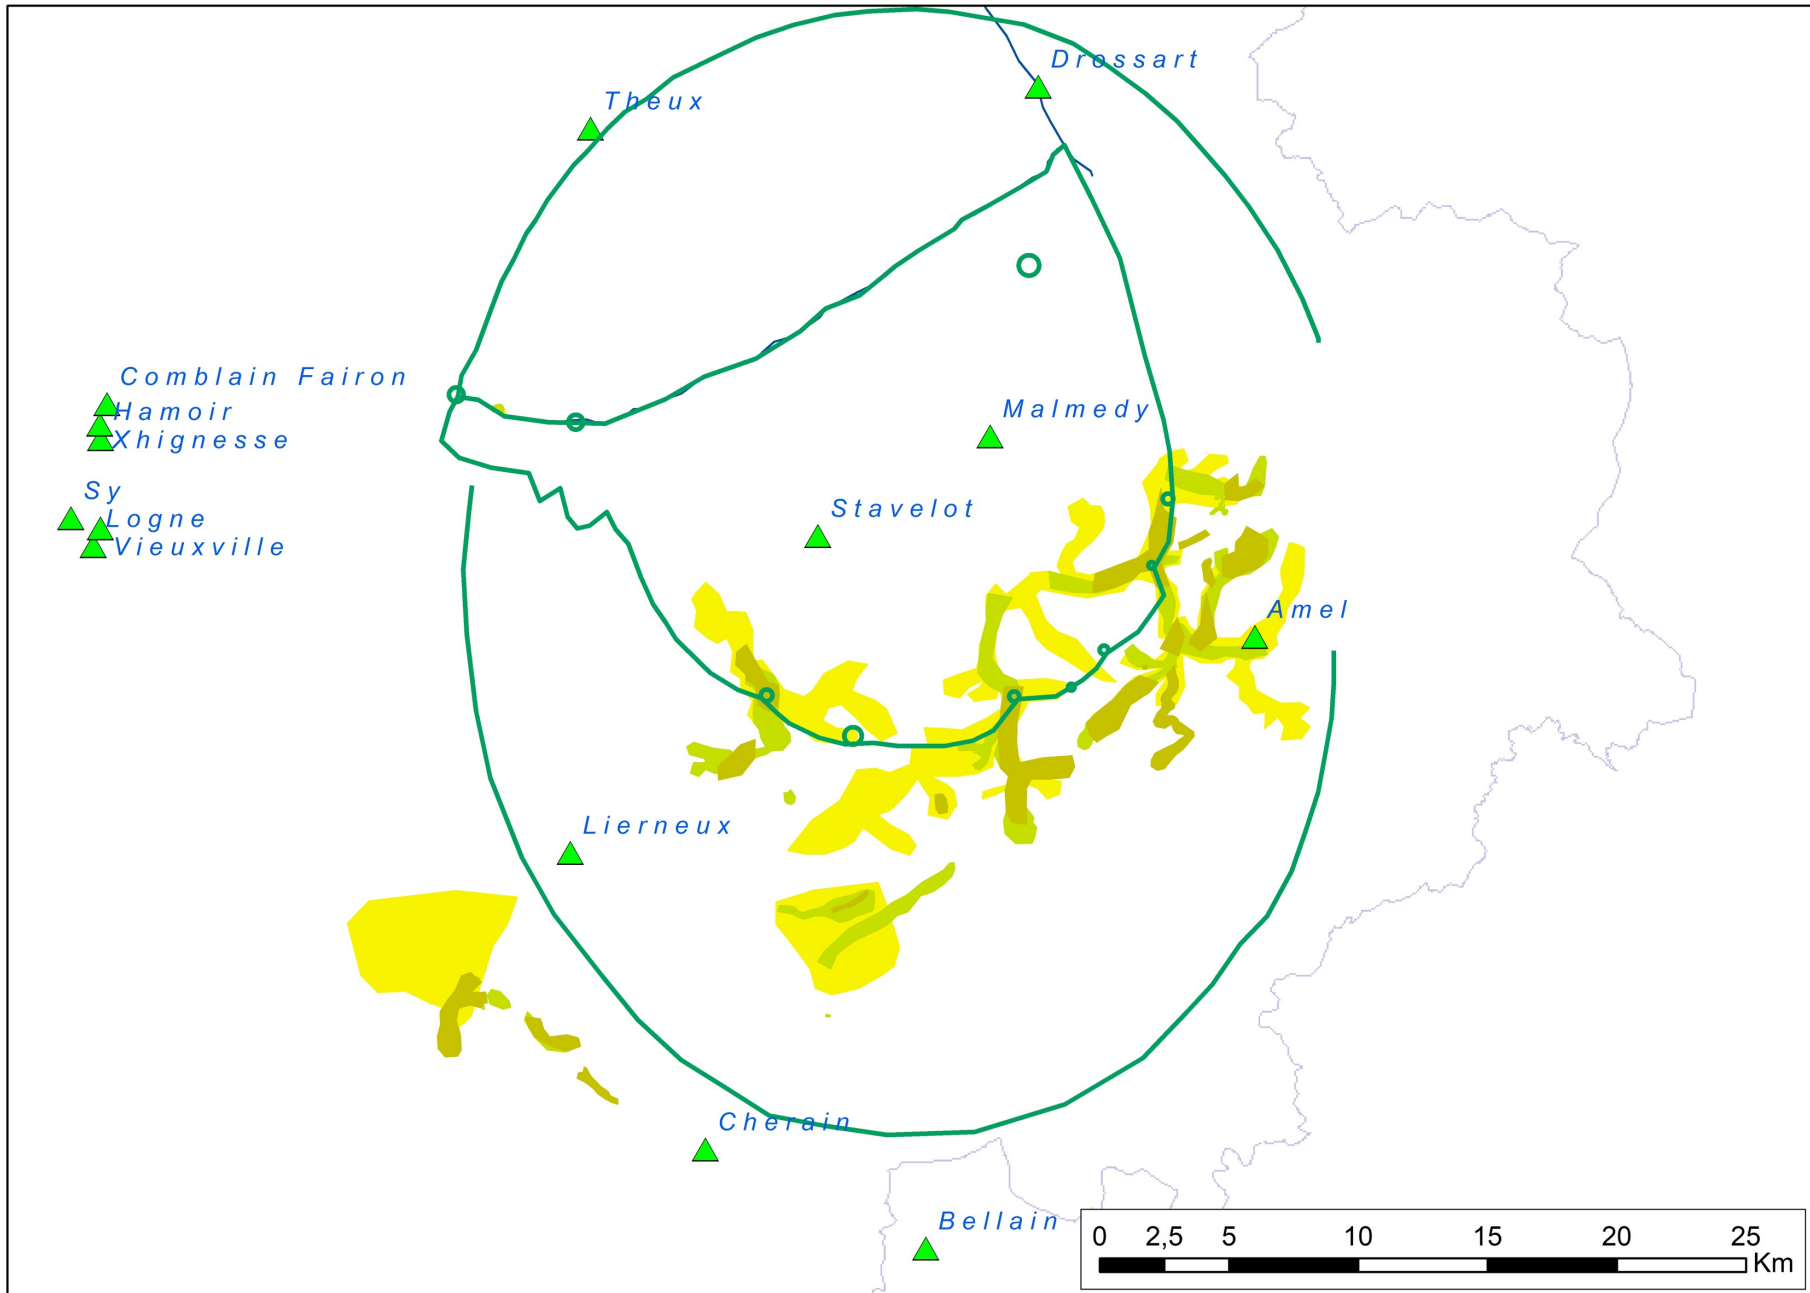 Drossart
Theux
Comblain Fairon
Hamoir
Xhignesse
Malmedy
Sy
Logne
Vieuxville
Stavelot
Amel
Lierneux
Cherain
Bellain
0 2,5 5 10 15 20 25
Km